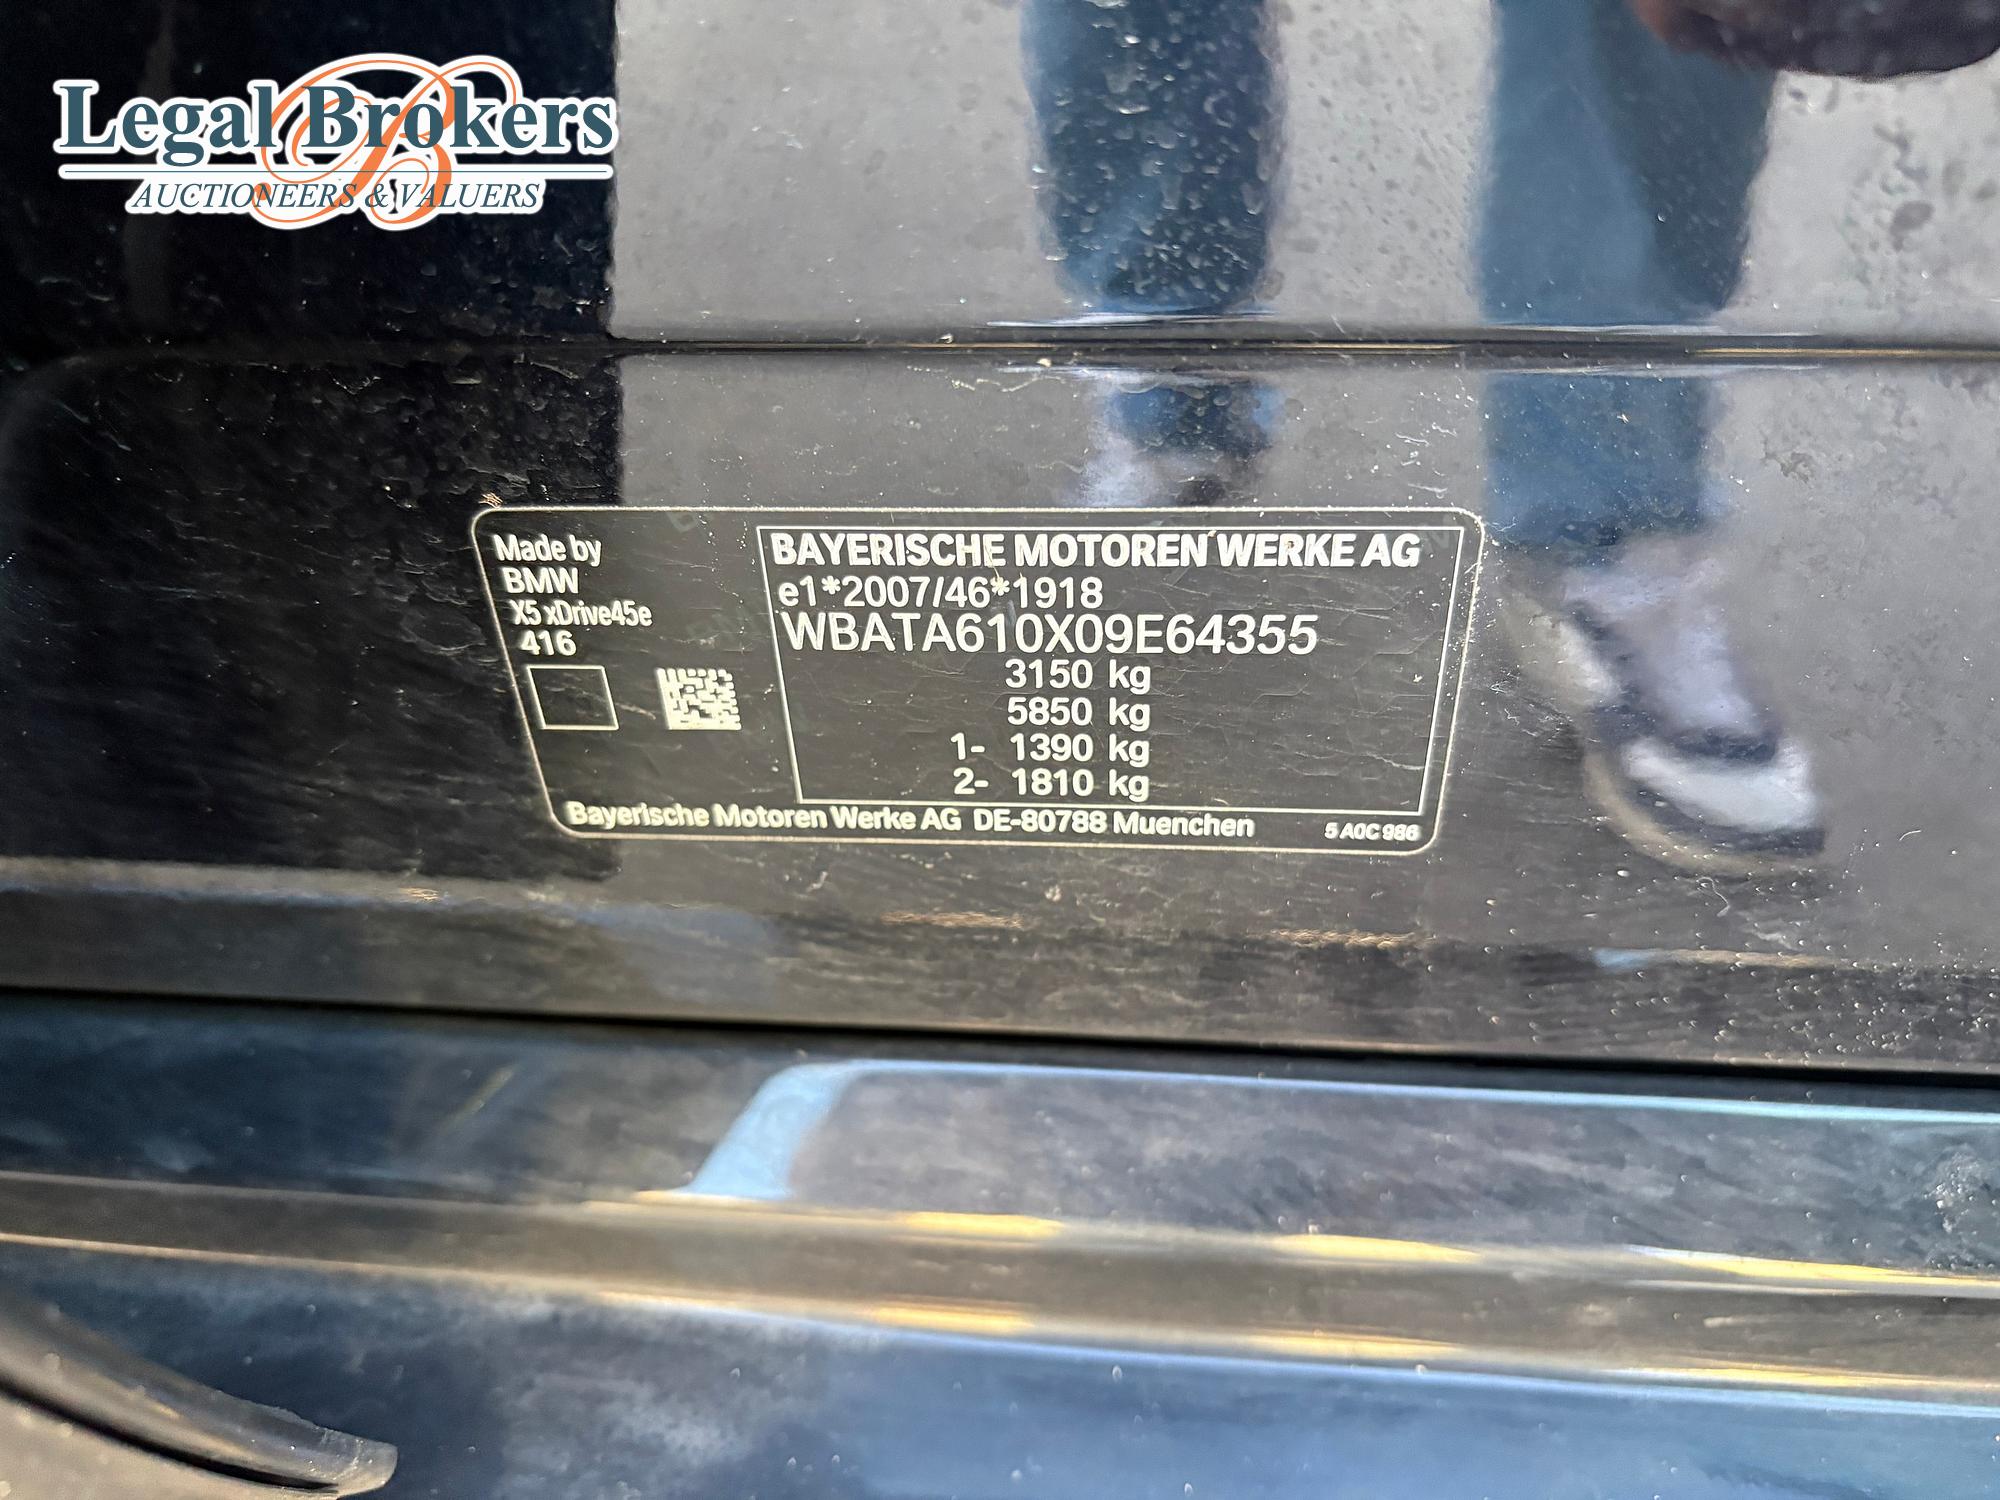 Legal Brokers
AUCTIONEERS & VALUERS
Made by
BMW
X5 xDrive45e
416
BAYERISCHE MOTOREN WERKE AG
e1*2007/46*1918
WBATA610X09E64355
3150 kg
5850 kg
1- 1390 kg
2- 1810 kg
Bayerische Motoren Werke AG DE-80788 Muenchen
5 A0C 986